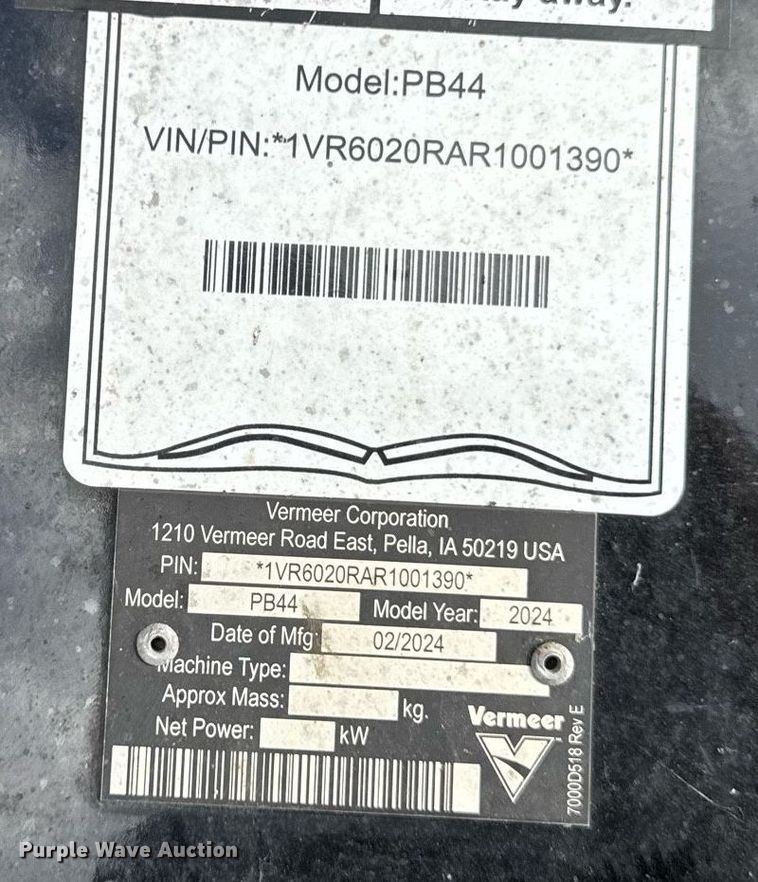 away.
Model:PB44
VIN/PIN:*1VR6020RAR1001390*
Vermeer Corporation
1210 Vermeer Road East, Pella, IA 50219 USA
PIN: *1VR6020RAR1001390*
Model: PB44 Model Year: 2024
Date of Mfg: 02/2024
Machine Type:
Approx Mass: kg.
Net Power: kW
Vermeer
7000D518 Rev E
Purple Wave Auction